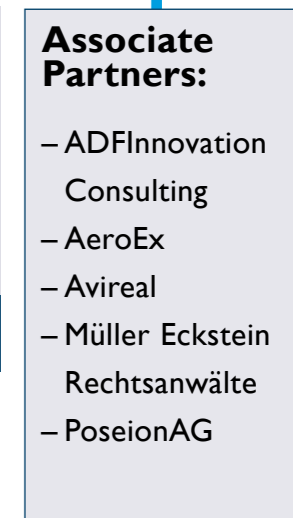 Associate
Partners:
– ADFInnovation
Consulting
– AeroEx
– Avireal
– Müller Eckstein
Rechtsanwälte
– PoseionAG